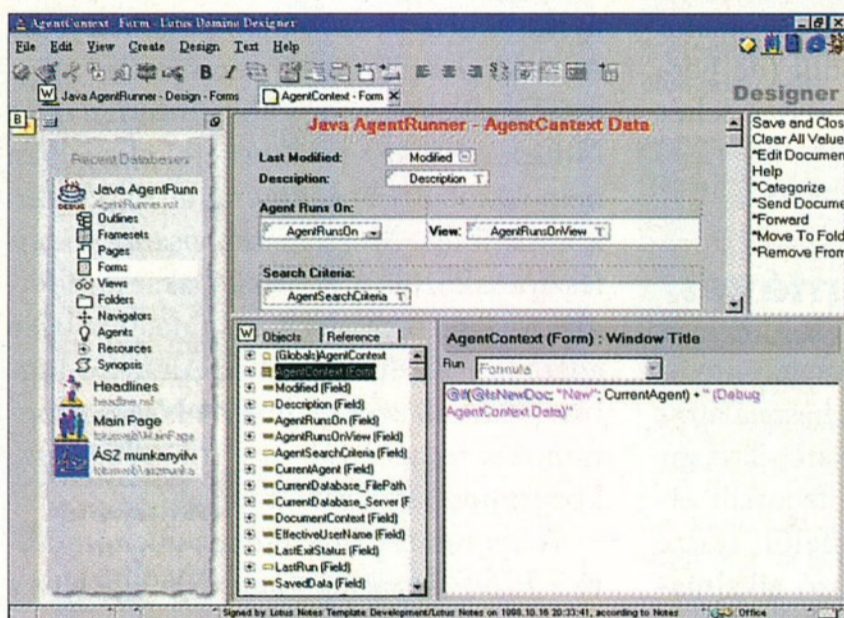 AgentContext - Form - Lotus Domino Designer
File Edit View Create Design Text Help
B I
Java AgentRunner - Design - Forms
AgentContext - Form
Designer
Recent Databases
Java AgentRunn
DEBUG
AgentRunner.nsf
Outlines
Framesets
Pages
Forms
Views
Folders
Navigators
Agents
Resources
Synopsis
Headlines
headline.nsf
Main Page
ÁSZ munkanyilv
Java AgentRunner - AgentContext Data
Last Modified: Modified
Description: Description T
Agent Runs On:
AgentRunsOn View: AgentRunsOnView T
Search Criteria:
AgentSearchCriteria T
Save and Clos
Clear All Value
*Edit Documen
Help
*Categorize
*Send Docume
*Forward
*Move To Fold
*Remove From
Objects Reference
(Globals)AgentContext
AgentContext (Form)
Modified (Field)
Description (Field)
AgentRunsOn (Field)
AgentRunsOnView (Field)
AgentSearchCriteria (Field)
CurrentAgent (Field)
CurrentDatabase_FilePath
CurrentDatabase_Server (F
DocumentContext (Field)
EffectiveUserName (Field)
LastExitStatus (Field)
LastRun (Field)
SavedData (Field)
AgentContext (Form) : Window Title
Run Formula
@If(@IsNewDoc; "New"; CurrentAgent) + " (Debug
AgentContext Data)"
Signed by Lotus Notes Template Development/Lotus Notes on 1998.10.16 20:33:41, according to Notes
Office